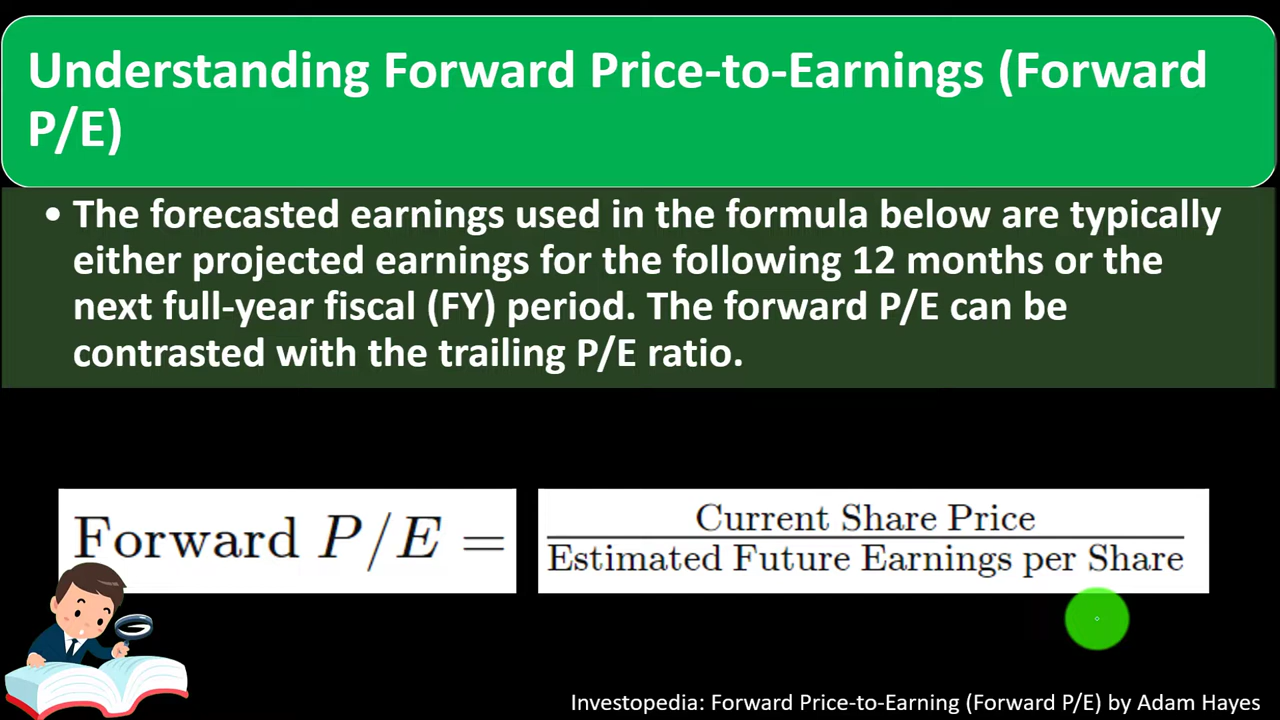 Understanding Forward Price-to-Earnings (Forward
P/E)
• The forecasted earnings used in the formula below are typically
either projected earnings for the following 12 months or the
next full-year fiscal (FY) period. The forward P/E can be
contrasted with the trailing P/E ratio.
Forward P/E =
Current Share Price
Estimated Future Earnings per Share
Investopedia: Forward Price-to-Earning (Forward P/E) by Adam Hayes